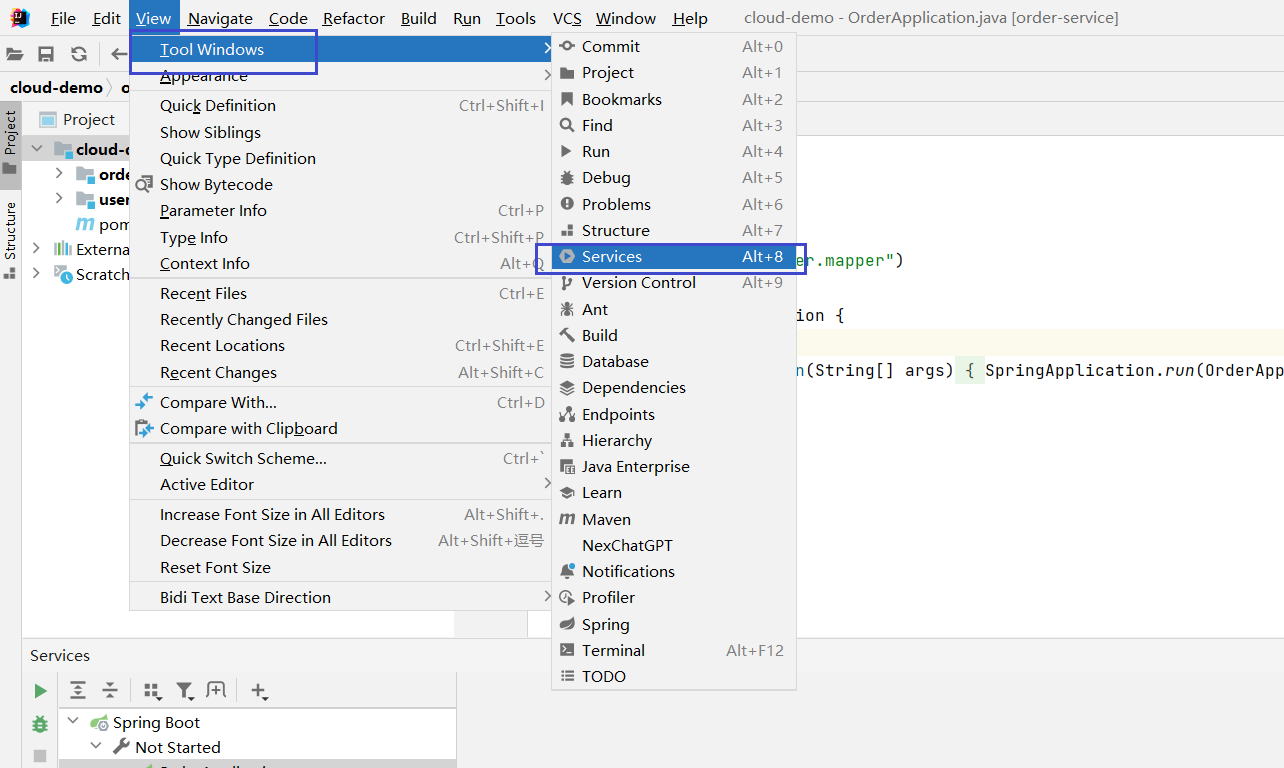 File Edit View Navigate Code Refactor Build Run Tools VCS Window Help cloud-demo - OrderApplication.java [order-service]
cloud-demo
Project
Project
Structure
cloud-d
orde
user
m pom
Externa
Scratch
Tool Windows
Appearance
Quick Definition Ctrl+Shift+I
Show Siblings
Quick Type Definition
Show Bytecode
Parameter Info Ctrl+P
Type Info Ctrl+Shift+P
Context Info Alt+Q
Recent Files Ctrl+E
Recently Changed Files
Recent Locations Ctrl+Shift+E
Recent Changes Alt+Shift+C
Compare With... Ctrl+D
Compare with Clipboard
Quick Switch Scheme... Ctrl+`
Active Editor
Increase Font Size in All Editors Alt+Shift+.
Decrease Font Size in All Editors Alt+Shift+逗号
Reset Font Size
Bidi Text Base Direction
Commit Alt+0
Project Alt+1
Bookmarks Alt+2
Find Alt+3
Run Alt+4
Debug Alt+5
Problems Alt+6
Structure Alt+7
Services Alt+8
Version Control Alt+9
Ant
Build
Database
Dependencies
Endpoints
Hierarchy
Java Enterprise
Learn
m Maven
NexChatGPT
Notifications
Profiler
Spring
Terminal Alt+F12
TODO
er.mapper")
ion {
n(String[] args) { SpringApplication.run(OrderApp
Services
Spring Boot
Not Started